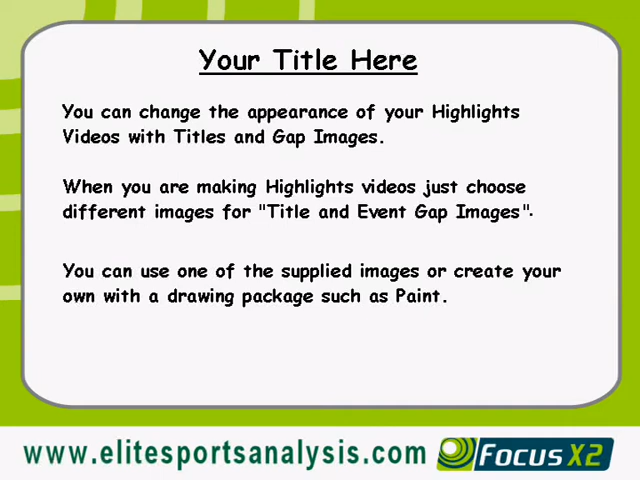 Your Title Here
You can change the appearance of your Highlights
Videos with Titles and Gap Images.
When you are making Highlights videos just choose
different images for "Title and Event Gap Images".
You can use one of the supplied images or create your
own with a drawing package such as Paint.
www.elitesportsanalysis.com Focus X2